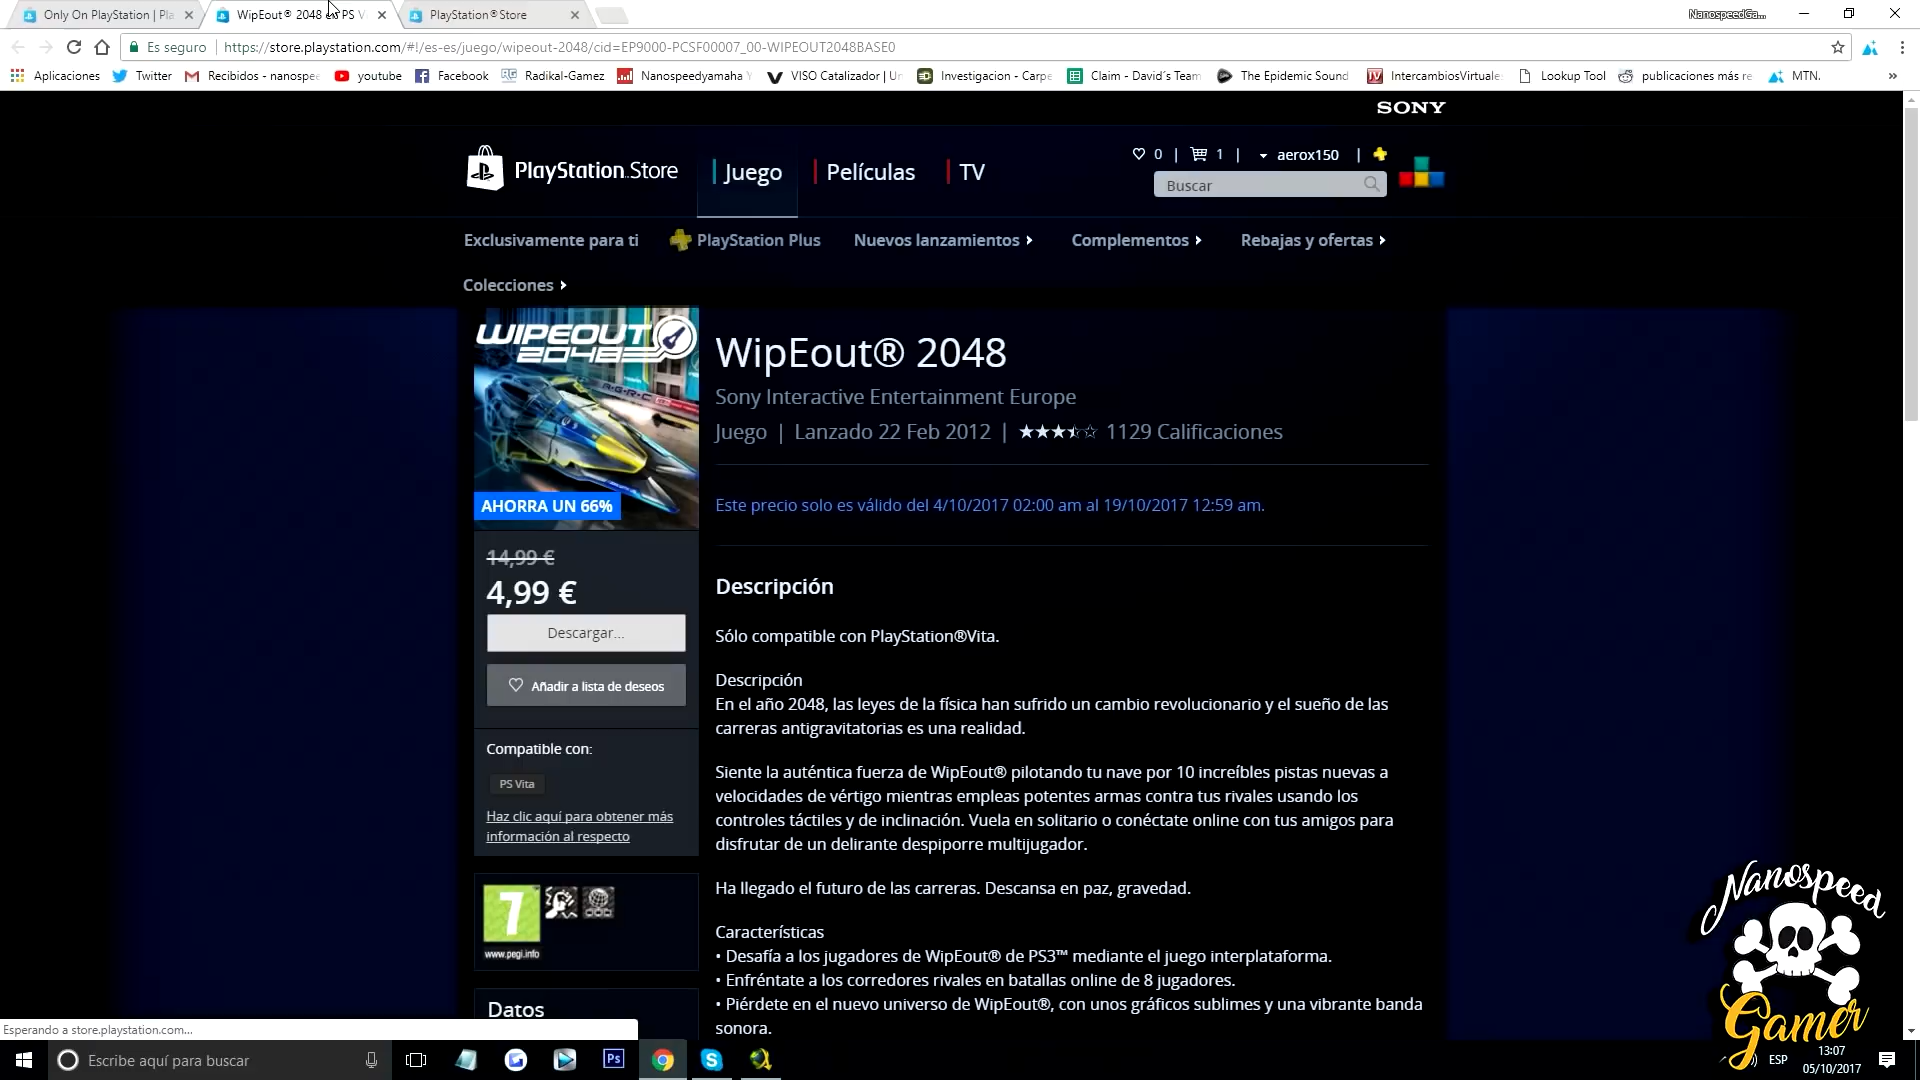 Only On PlayStation | Pla
WipEout® 2048 en PS V
PlayStation®Store
NanospeedGa...
Es seguro
https://store.playstation.com/#!/es-es/juego/wipeout-2048/cid=EP9000-PCSF00007_00-WIPEOUT2048BASE0
Aplicaciones
Twitter
Recibidos - nanospe
youtube
Facebook
Radikal-Gamez
Nanospeedyamaha
VISO Catalizador | Un
Investigacion - Carpe
Claim - David´s Team
The Epidemic Sound
IntercambiosVirtuale
Lookup Tool
publicaciones más re
MTN.
»
SONY
PlayStation Store
Juego
Películas
TV
0 | 1 | aerox150 |
Buscar
Exclusivamente para ti
PlayStation Plus
Nuevos lanzamientos
Complementos
Rebajas y ofertas
Colecciones
WIPEOUT
2048
AHORRA UN 66%
14,99 €
4,99 €
Descargar...
Añadir a lista de deseos
Compatible con:
PS Vita
Haz clic aquí para obtener más
información al respecto
7
www.pegi.info
Datos
WipEout® 2048
Sony Interactive Entertainment Europe
Juego | Lanzado 22 Feb 2012 | 1129 Calificaciones
Este precio solo es válido del 4/10/2017 02:00 am al 19/10/2017 12:59 am.
Descripción
Sólo compatible con PlayStation®Vita.
Descripción
En el año 2048, las leyes de la física han sufrido un cambio revolucionario y el sueño de las
carreras antigravitatorias es una realidad.
Siente la auténtica fuerza de WipEout® pilotando tu nave por 10 increíbles pistas nuevas a
velocidades de vértigo mientras empleas potentes armas contra tus rivales usando los
controles táctiles y de inclinación. Vuela en solitario o conéctate online con tus amigos para
disfrutar de un delirante despiporre multijugador.
Ha llegado el futuro de las carreras. Descansa en paz, gravedad.
Características
• Desafía a los jugadores de WipEout® de PS3™ mediante el juego interplataforma.
• Enfréntate a los corredores rivales en batallas online de 8 jugadores.
• Piérdete en el nuevo universo de WipEout®, con unos gráficos sublimes y una vibrante banda
sonora.
Nanospeed
Gamer
Esperando a store.playstation.com...
Escribe aquí para buscar
Ps
ESP
13:07
05/10/2017